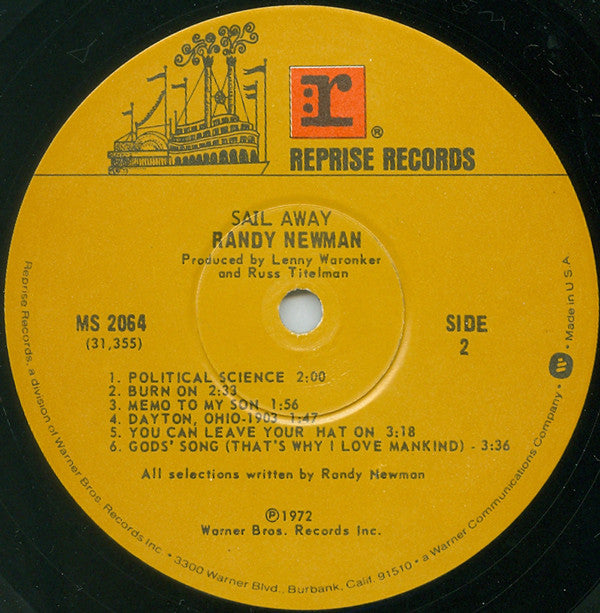 r
®
REPRISE RECORDS
SAIL AWAY
RANDY NEWMAN
Produced by Lenny Waronker
and Russ Titelman
MS 2064
(31,355)
SIDE
2
1. POLITICAL SCIENCE 2:00
2. BURN ON 2:33
3. MEMO TO MY SON 1:56
4. DAYTON, OHIO-1903 1:47
5. YOU CAN LEAVE YOUR HAT ON 3:18
6. GODS' SONG (THAT'S WHY I LOVE MANKIND) - 3:36
All selections written by Randy Newman
℗1972
Warner Bros. Records Inc.
Reprise Records, a division of Warner Bros. Records Inc. • 3300 Warner Blvd., Burbank, Calif. 91510 • a Warner Communications Company • Made in U.S.A.